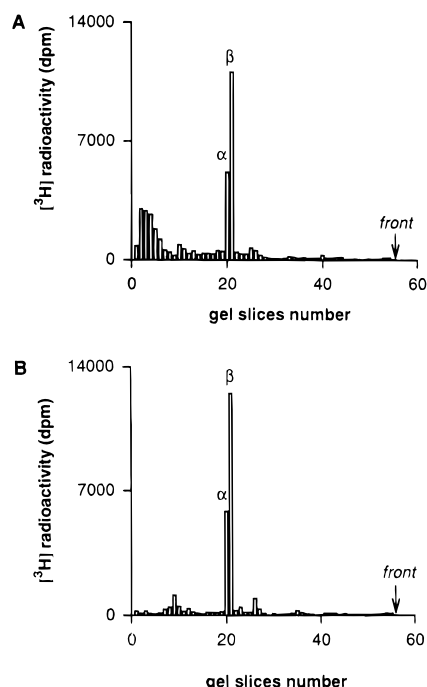 A
14000
[³H] radioactivity (dpm)
β
7000
α
front
0
0
20
40
60
gel slices number
B
14000
[³H] radioactivity (dpm)
β
7000
α
front
0
0
20
40
60
gel slices number